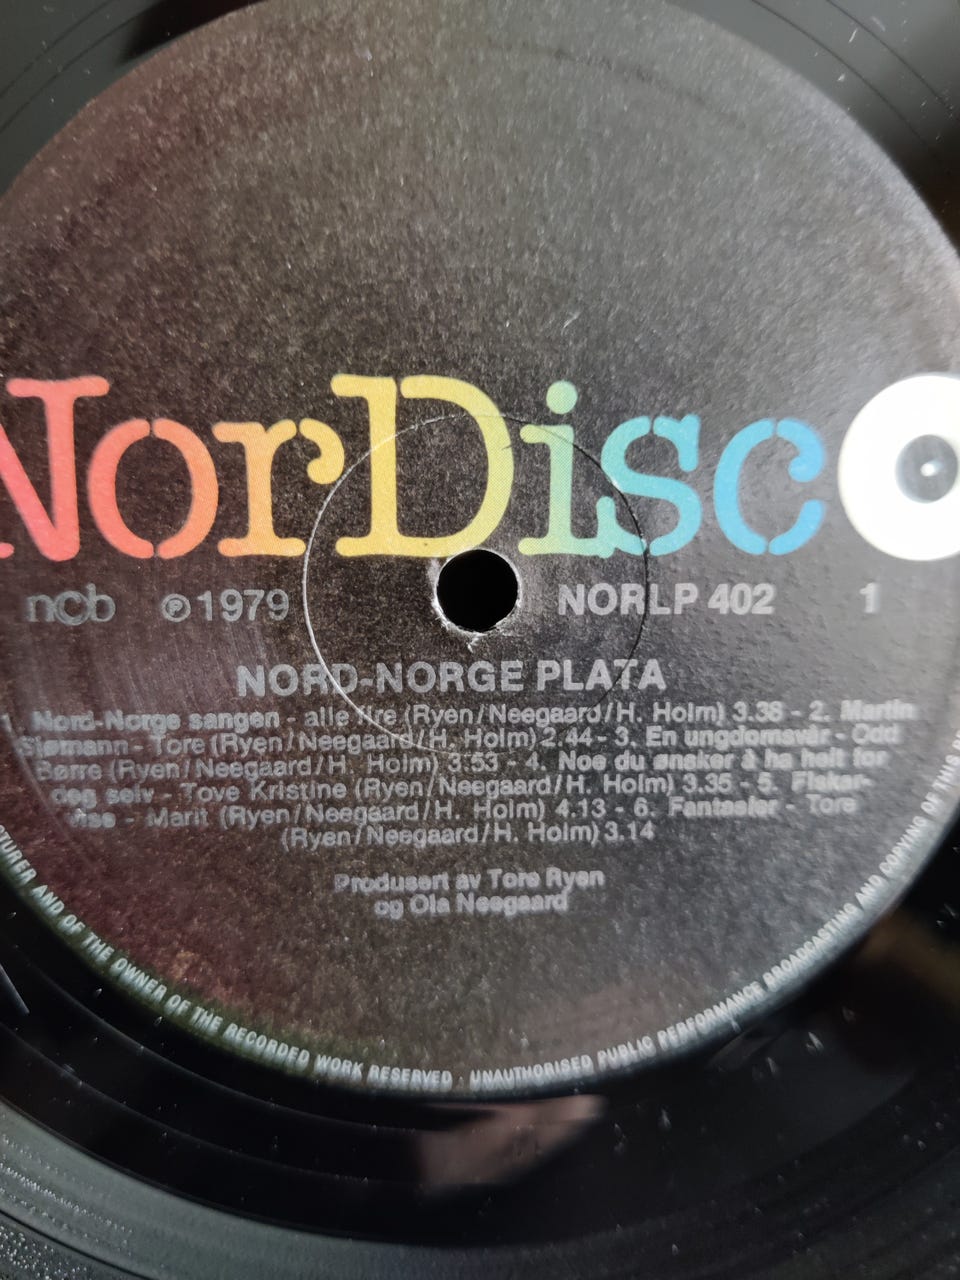 NorDisc
ncb ℗ 1979 NORLP 402 1
NORD-NORGE PLATA
1. Nord-Norge sangen - alle fire (Ryen/Neegaard/H. Holm) 3.38 - 2. Martin
Sjømann - Tore (Ryen/Neegaard/H. Holm) 2.44 - 3. En ungdomsvår - Odd
Børre (Ryen/Neegaard/H. Holm) 3.53 - 4. Noe du ønsker å ha helt for
deg selv - Tove Kristine (Ryen/Neegaard/H. Holm) 3.35 - 5. Fisker-
vise - Marit (Ryen/Neegaard/H. Holm) 4.13 - 6. Fantasier - Tore
(Ryen/Neegaard/H. Holm) 3.14
Produsert av Tore Ryen
og Ola Neegaard
TURED AND OF THE OWNER OF THE RECORDED WORK RESERVED · UNAUTHORISED PUBLIC PERFORMANCE BROADCASTING AND COPYING OF THIS RE